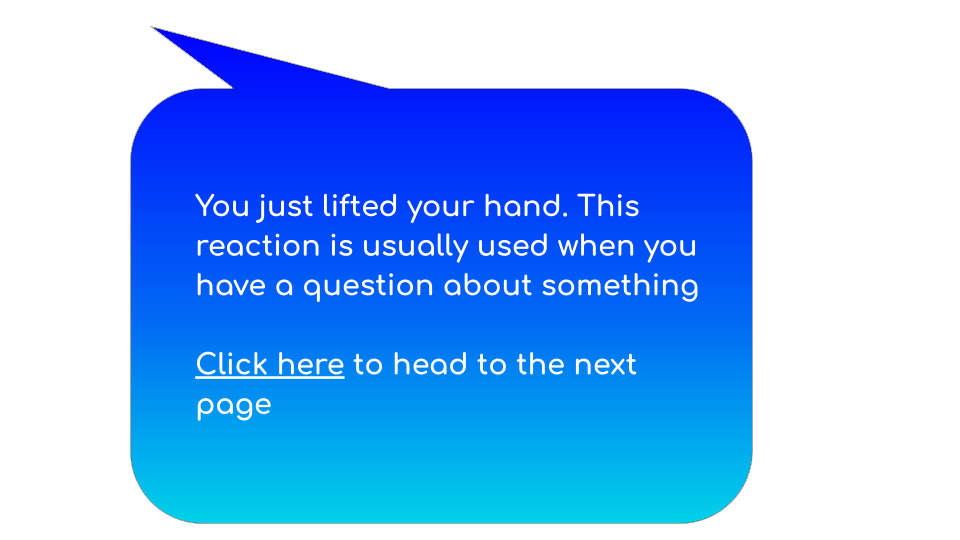 You just lifted your hand. This
reaction is usually used when you
have a question about something
Click here to head to the next
page